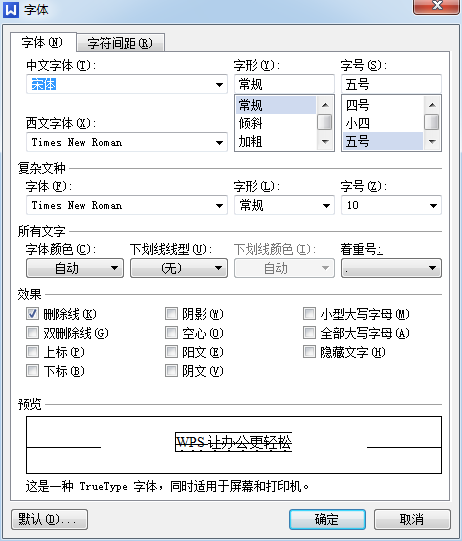 字体
字体(N) 字符间距(R)
中文字体(T): 字形(Y): 字号(S):
宋体 常规 五号
常规 四号
倾斜 小四
西文字体(X): 加粗 五号
Times New Roman
复杂文种
字体(F): 字形(L): 字号(Z):
Times New Roman 常规 10
所有文字
字体颜色(C): 下划线线型(U): 下划线颜色(I): 着重号:
自动 (无) 自动 .
效果
删除线(K) 阴影(W) 小型大写字母(M)
双删除线(G) 空心(O) 全部大写字母(A)
上标(P) 阳文(E) 隐藏文字(H)
下标(B) 阴文(V)
预览
WPS 让办公更轻松
这是一种 TrueType 字体，同时适用于屏幕和打印机。
默认(D)... 确定 取消